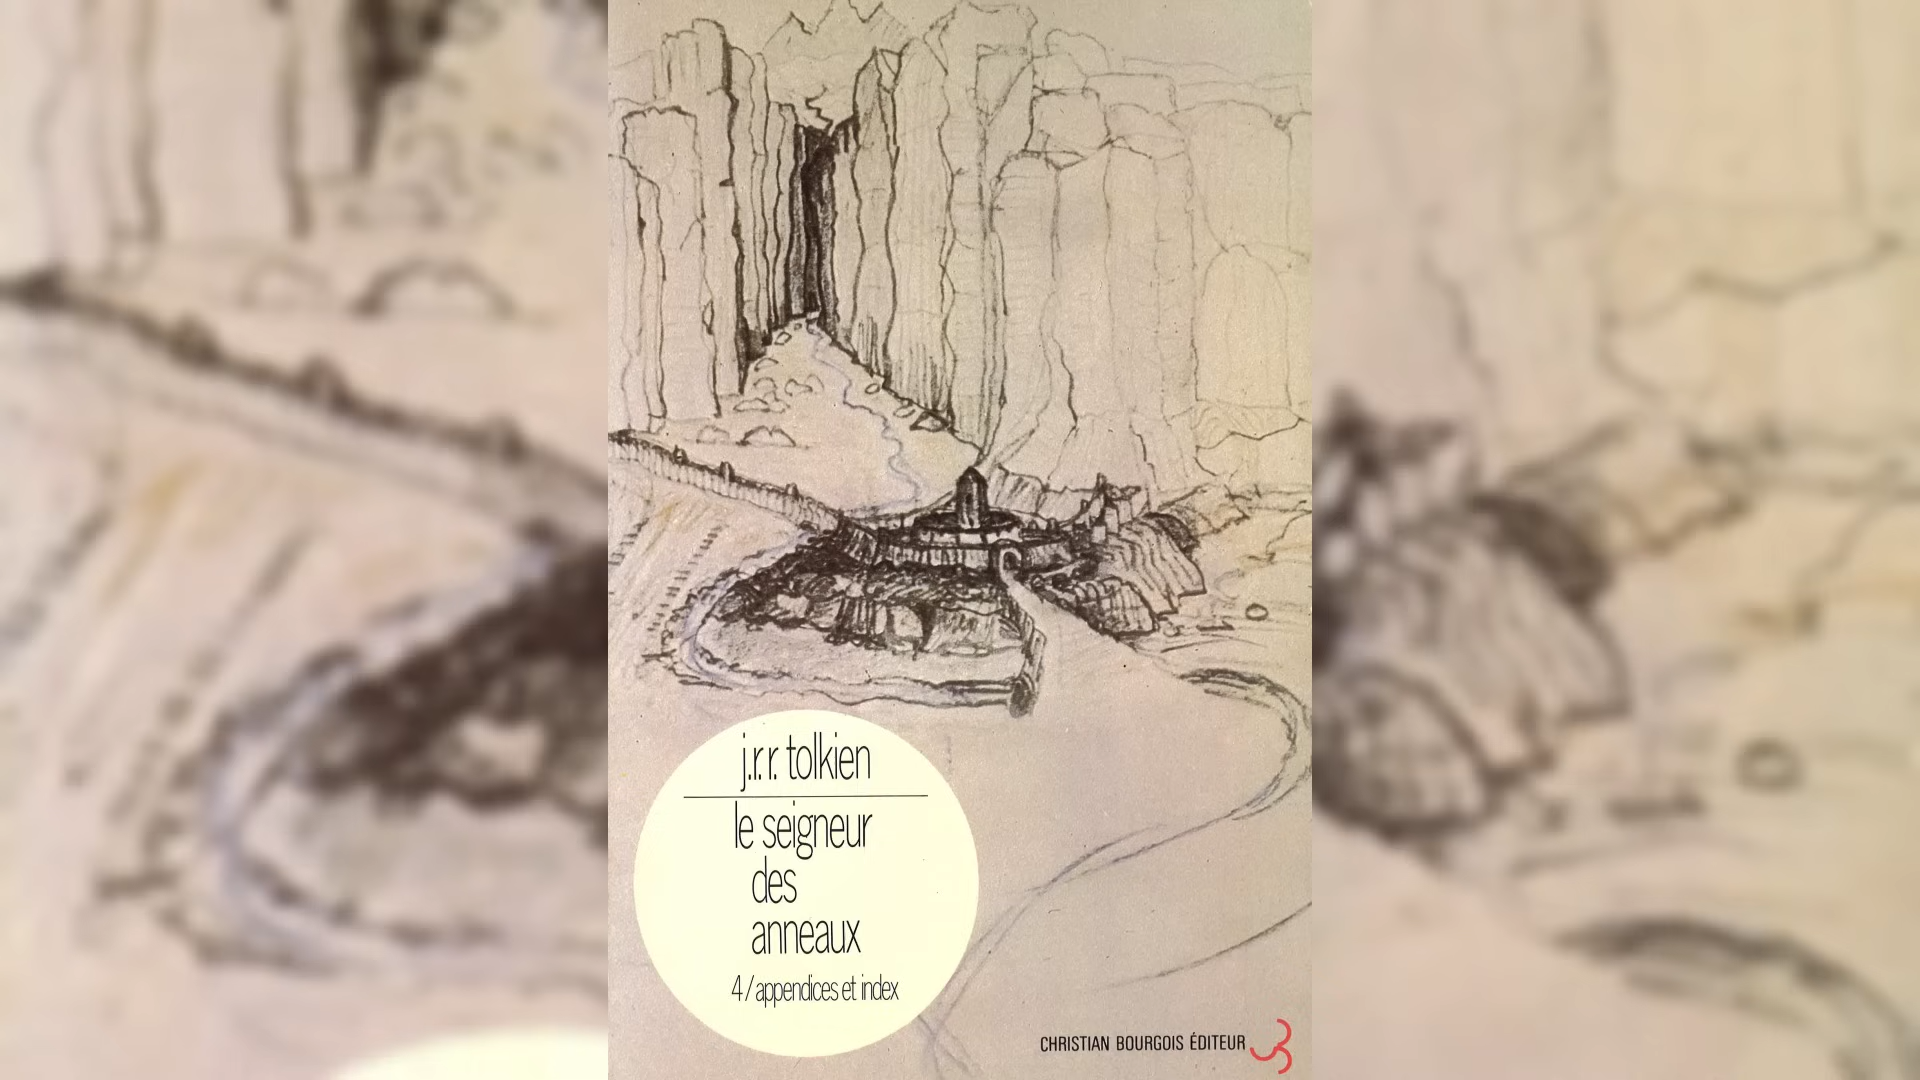 j.r.r. tolkien
le seigneur
des
anneaux
4/appendices et index
CHRISTIAN BOURGOIS ÉDITEUR